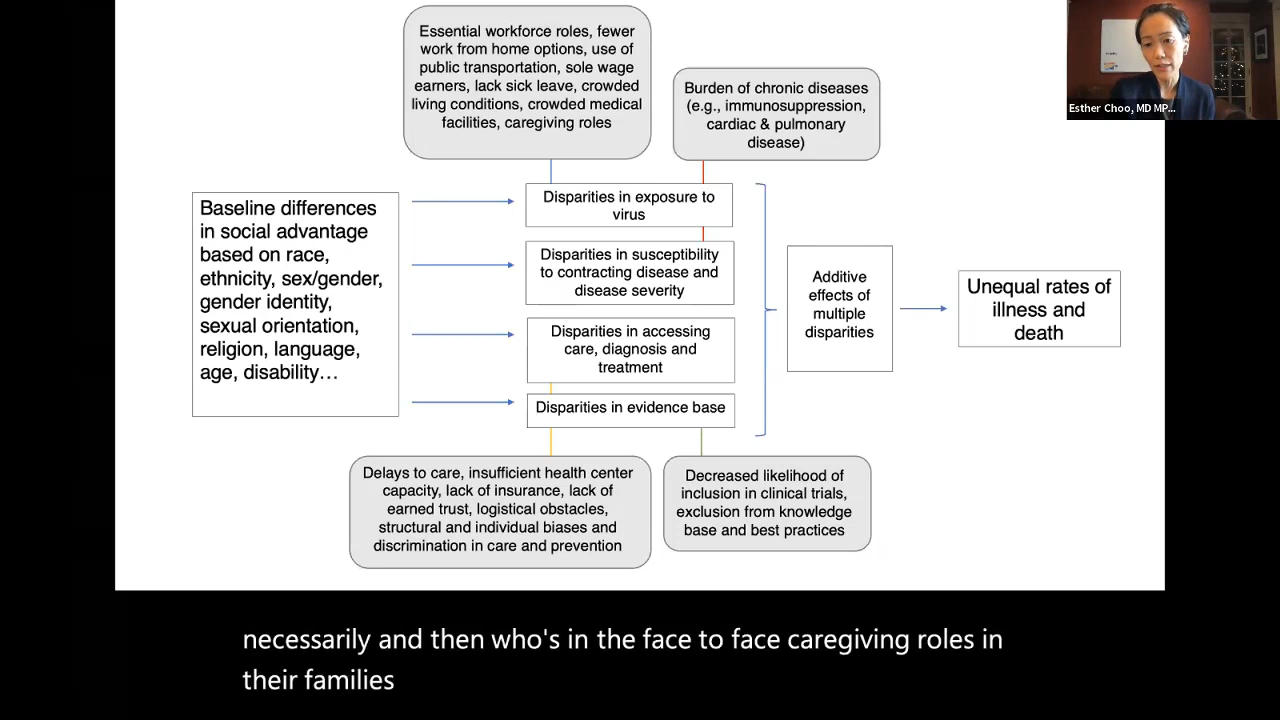 Essential workforce roles, fewer
work from home options, use of
public transportation, sole wage
earners, lack sick leave, crowded
living conditions, crowded medical
facilities, caregiving roles
Burden of chronic diseases
(e.g., immunosuppression,
cardiac & pulmonary
disease)
Esther Choo, MD MP...
Baseline differences
in social advantage
based on race,
ethnicity, sex/gender,
gender identity,
sexual orientation,
religion, language,
age, disability…
Disparities in exposure to
virus
Disparities in susceptibility
to contracting disease and
disease severity
Disparities in accessing
care, diagnosis and
treatment
Disparities in evidence base
Additive
effects of
multiple
disparities
Unequal rates of
illness and
death
Delays to care, insufficient health center
capacity, lack of insurance, lack of
earned trust, logistical obstacles,
structural and individual biases and
discrimination in care and prevention
Decreased likelihood of
inclusion in clinical trials,
exclusion from knowledge
base and best practices
necessarily and then who's in the face to face caregiving roles in
their families